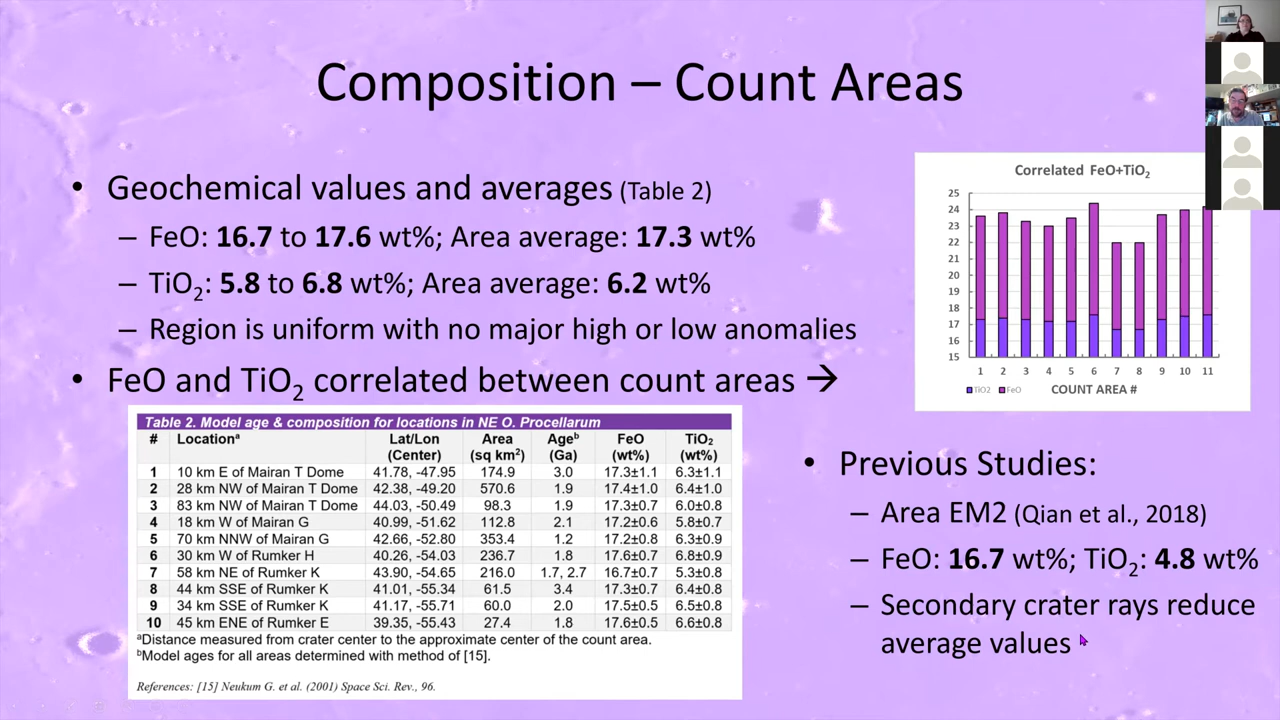 Composition – Count Areas
• Geochemical values and averages (Table 2)
– FeO: 16.7 to 17.6 wt%; Area average: 17.3 wt%
– TiO2: 5.8 to 6.8 wt%; Area average: 6.2 wt%
– Region is uniform with no major high or low anomalies
• FeO and TiO2 correlated between count areas →
Correlated FeO+TiO2
25
24
23
22
21
20
19
18
17
16
15
1 2 3 4 5 6 7 8 9 10 11
TiO2 FeO COUNT AREA #
Table 2. Model age & composition for locations in NE O. Procellarum
# Locationa Lat/Lon (Center) Area (sq km2) Ageb (Ga) FeO (wt%) TiO2 (wt%)
1 10 km E of Mairan T Dome 41.78, -47.95 174.9 3.0 17.3±1.1 6.3±1.1
2 28 km NW of Mairan T Dome 42.38, -49.20 570.6 1.9 17.4±1.0 6.4±1.0
3 83 km NW of Mairan T Dome 44.03, -50.49 98.3 1.9 17.3±0.7 6.0±0.8
4 18 km W of Mairan G 40.99, -51.62 112.8 2.1 17.2±0.6 5.8±0.7
5 70 km NNW of Mairan G 42.66, -52.80 353.4 1.2 17.2±0.8 6.3±0.9
6 30 km W of Rumker H 40.26, -54.03 236.7 1.8 17.6±0.7 6.8±0.9
7 58 km NE of Rumker K 43.90, -54.65 216.0 1.7, 2.7 16.7±0.7 5.3±0.8
8 44 km SSE of Rumker K 41.01, -55.34 61.5 3.4 17.3±0.7 6.4±0.8
9 34 km SSE of Rumker K 41.17, -55.71 60.0 2.0 17.5±0.5 6.5±0.8
10 45 km ENE of Rumker E 39.35, -55.43 27.4 1.8 17.6±0.5 6.6±0.8
aDistance measured from crater center to the approximate center of the count area.
bModel ages for all areas determined with method of [15].
References: [15] Neukum G. et al. (2001) Space Sci. Rev., 96.
• Previous Studies:
– Area EM2 (Qian et al., 2018)
– FeO: 16.7 wt%; TiO2: 4.8 wt%
– Secondary crater rays reduce
average values